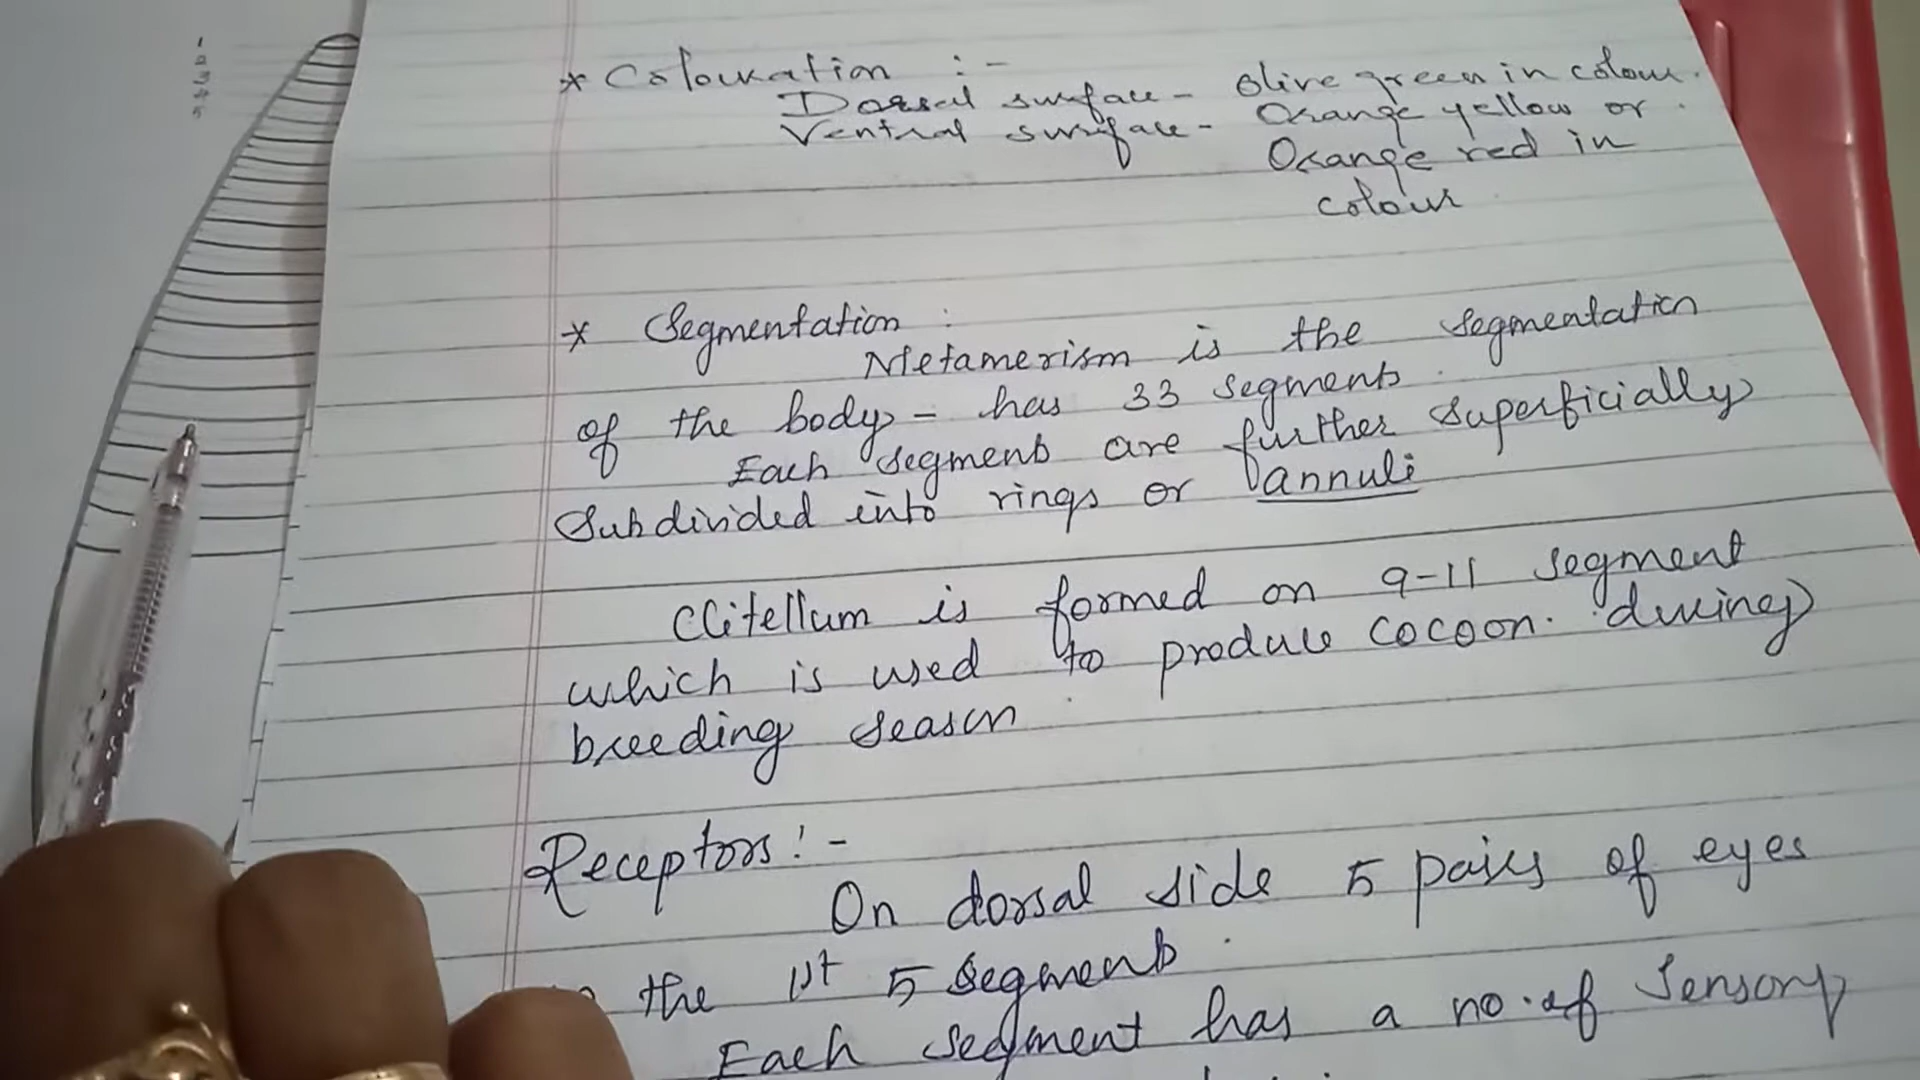 * Colouration :-
Dorsal surface - Olive green in colour.
Ventral surface - Orange yellow or
Orange red in
colour
* Segmentation :
Metamerism is the segmentation
of the body - has 33 segments.
Each segments are further superficially
Subdivided into rings or annuli
Clitellum is formed on 9-11 segment
which is used to produce cocoon. during
breeding season
Receptors:-
On dorsal side 5 pairs of eyes
the 1st 5 segments.
Each segment has a no. of Sensory